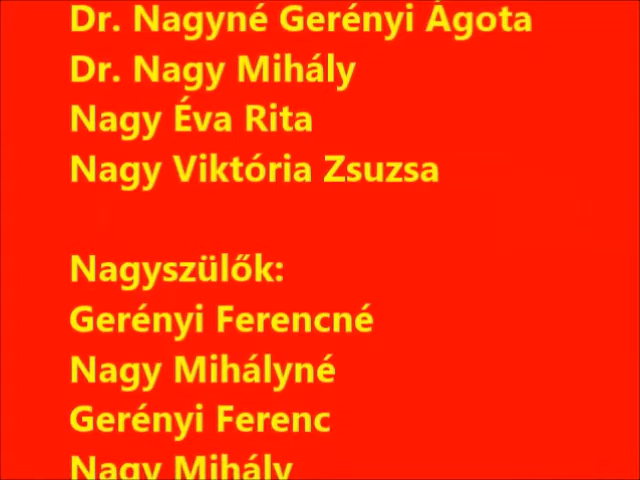 Dr. Nagyné Gerényi Ágota
Dr. Nagy Mihály
Nagy Éva Rita
Nagy Viktória Zsuzsa
Nagyszülők:
Gerényi Ferencné
Nagy Mihályné
Gerényi Ferenc
Nagy Mihály